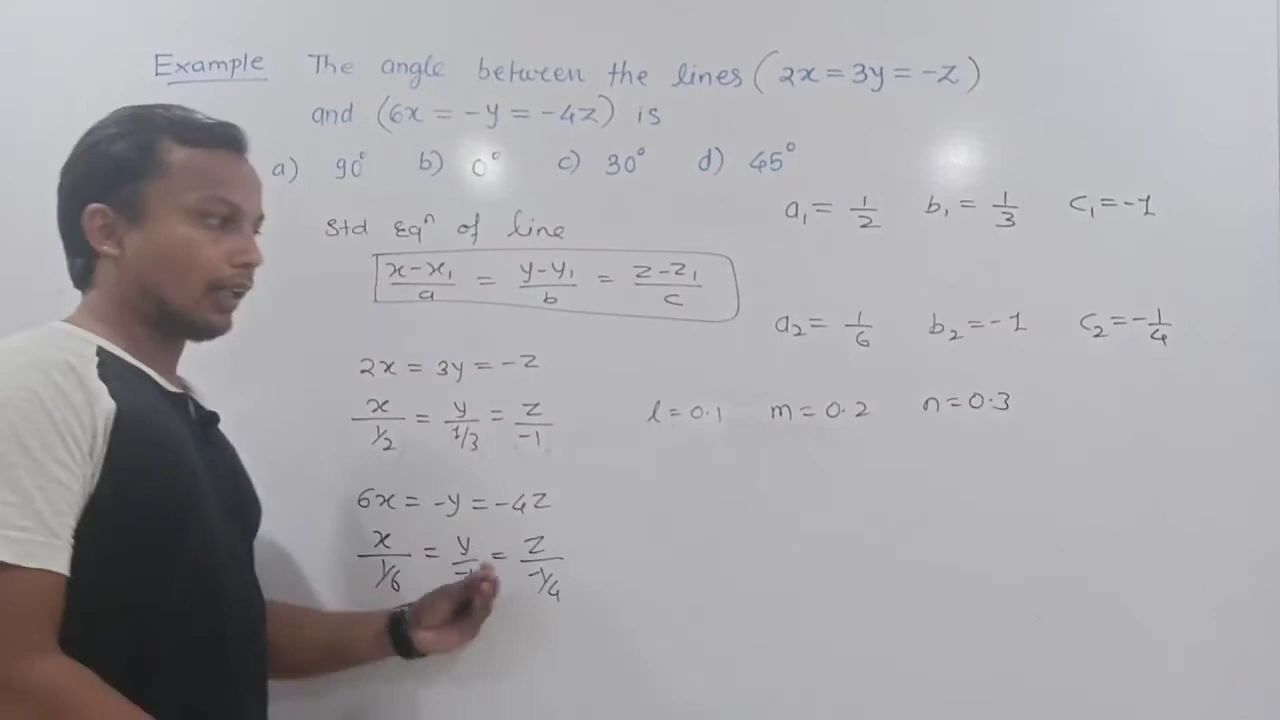 Example The angle between the lines (2x = 3y = -z)
and (6x = -y = -4z) is
a) 90° b) 0° c) 30° d) 45°
Std Eqⁿ of line
(x-x₁)/a = (y-y₁)/b = (z-z₁)/c
a₁ = 1/2 b₁ = 1/3 c₁ = -1
a₂ = 1/6 b₂ = -1 c₂ = -1/4
2x = 3y = -z
x/(1/2) = y/(1/3) = z/-1
l = 0.1 m = 0.2 n = 0.3
6x = -y = -4z
x/(1/6) = y/-1 = z/(-1/4)